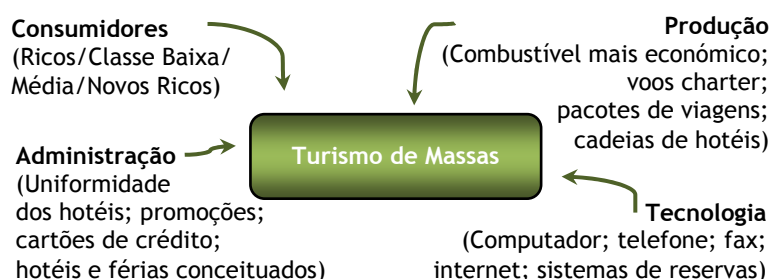 Consumidores
(Ricos/Classe Baixa/
Média/Novos Ricos)
Produção
(Combustível mais económico;
voos charter;
pacotes de viagens;
cadeias de hotéis)
Turismo de Massas
Administração
(Uniformidade
dos hotéis; promoções;
cartões de crédito;
hotéis e férias conceituados)
Tecnologia
(Computador; telefone; fax;
internet; sistemas de reservas)